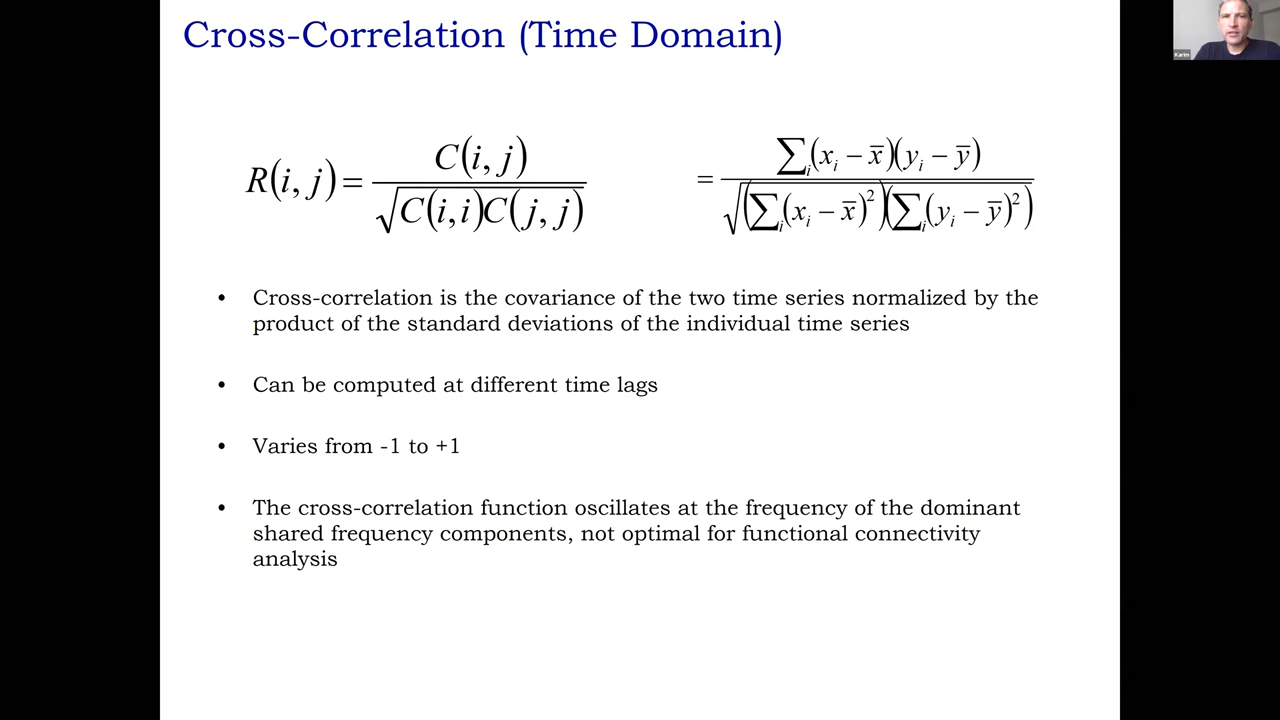 Cross-Correlation (Time Domain)
Karim
R(i, j) = C(i, j) / √(C(i,i)C(j, j))
= ∑ᵢ(xᵢ − x̄)(yᵢ − ȳ) / √((∑ᵢ(xᵢ − x̄)²)(∑ᵢ(yᵢ − ȳ)²))
• Cross-correlation is the covariance of the two time series normalized by the
product of the standard deviations of the individual time series
• Can be computed at different time lags
• Varies from -1 to +1
• The cross-correlation function oscillates at the frequency of the dominant
shared frequency components, not optimal for functional connectivity
analysis